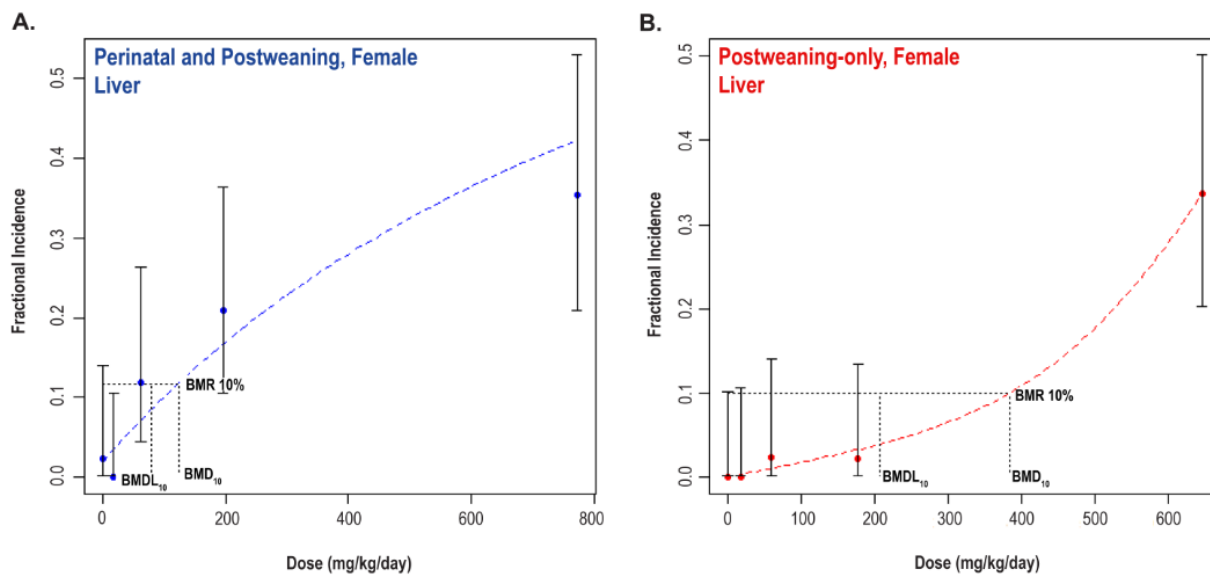 A.
Perinatal and Postweaning, Female
Liver
Fractional Incidence
0.5
0.4
0.3
0.2
0.1
0.0
BMR 10%
BMDL10
BMD10
0
200
400
600
800
Dose (mg/kg/day)
B.
Postweaning-only, Female
Liver
Fractional Incidence
0.5
0.4
0.3
0.2
0.1
0.0
BMR 10%
BMDL10
BMD10
0
100
200
300
400
500
600
Dose (mg/kg/day)